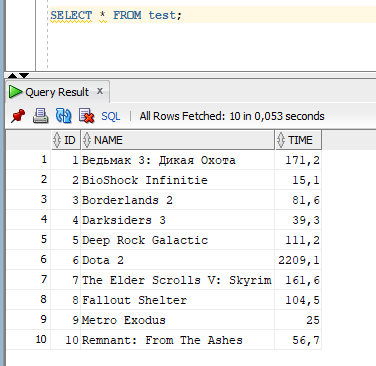 SELECT * FROM test;
Query Result x
SQL | All Rows Fetched: 10 in 0,053 seconds
ID NAME TIME
1 1 Ведьмак 3: Дикая Охота 171,2
2 2 BioShock Infinitie 15,1
3 3 Borderlands 2 81,6
4 4 Darksiders 3 39,3
5 5 Deep Rock Galactic 111,2
6 6 Dota 2 2209,1
7 7 The Elder Scrolls V: Skyrim 161,6
8 8 Fallout Shelter 104,5
9 9 Metro Exodus 25
10 10 Remnant: From The Ashes 56,7